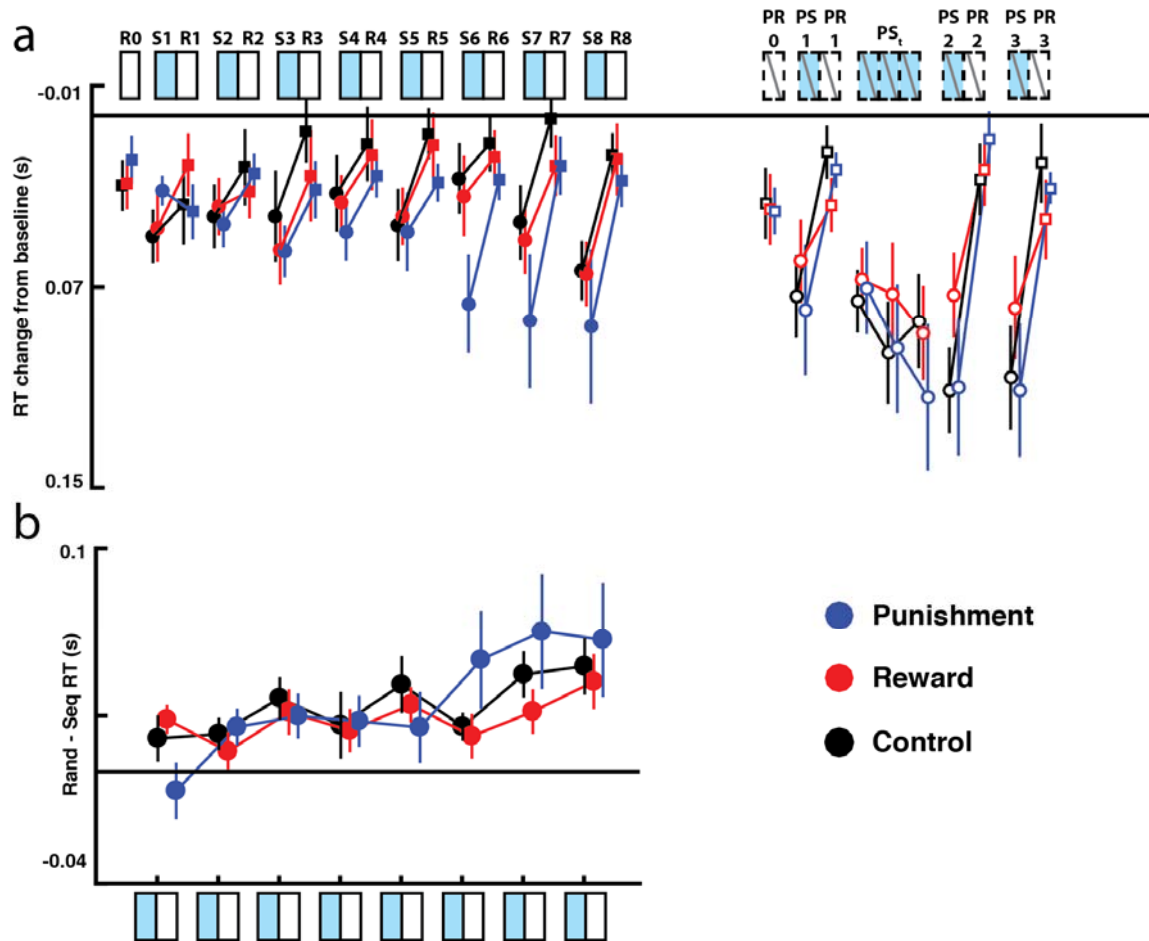 a
R0 S1 R1 S2 R2 S3 R3 S4 R4 S5 R5 S6 R6 S7 R7 S8 R8
PR PS PR PS PR PS PR
0 1 1 PSt 2 2 3 3
-0.01
0.07
0.15
RT change from baseline (s)
b
0.1
-0.04
Rand - Seq RT (s)
Punishment
Reward
Control